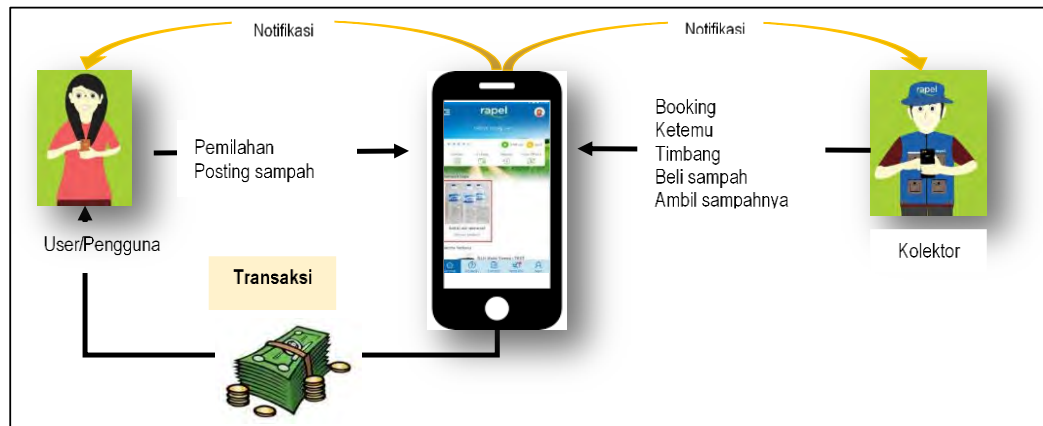 Notifikasi
Notifikasi
rapel
rapel
Pemilahan
Posting sampah
Booking
Ketemu
Timbang
Beli sampah
Ambil sampahnya
User/Pengguna
Kolektor
Transaksi